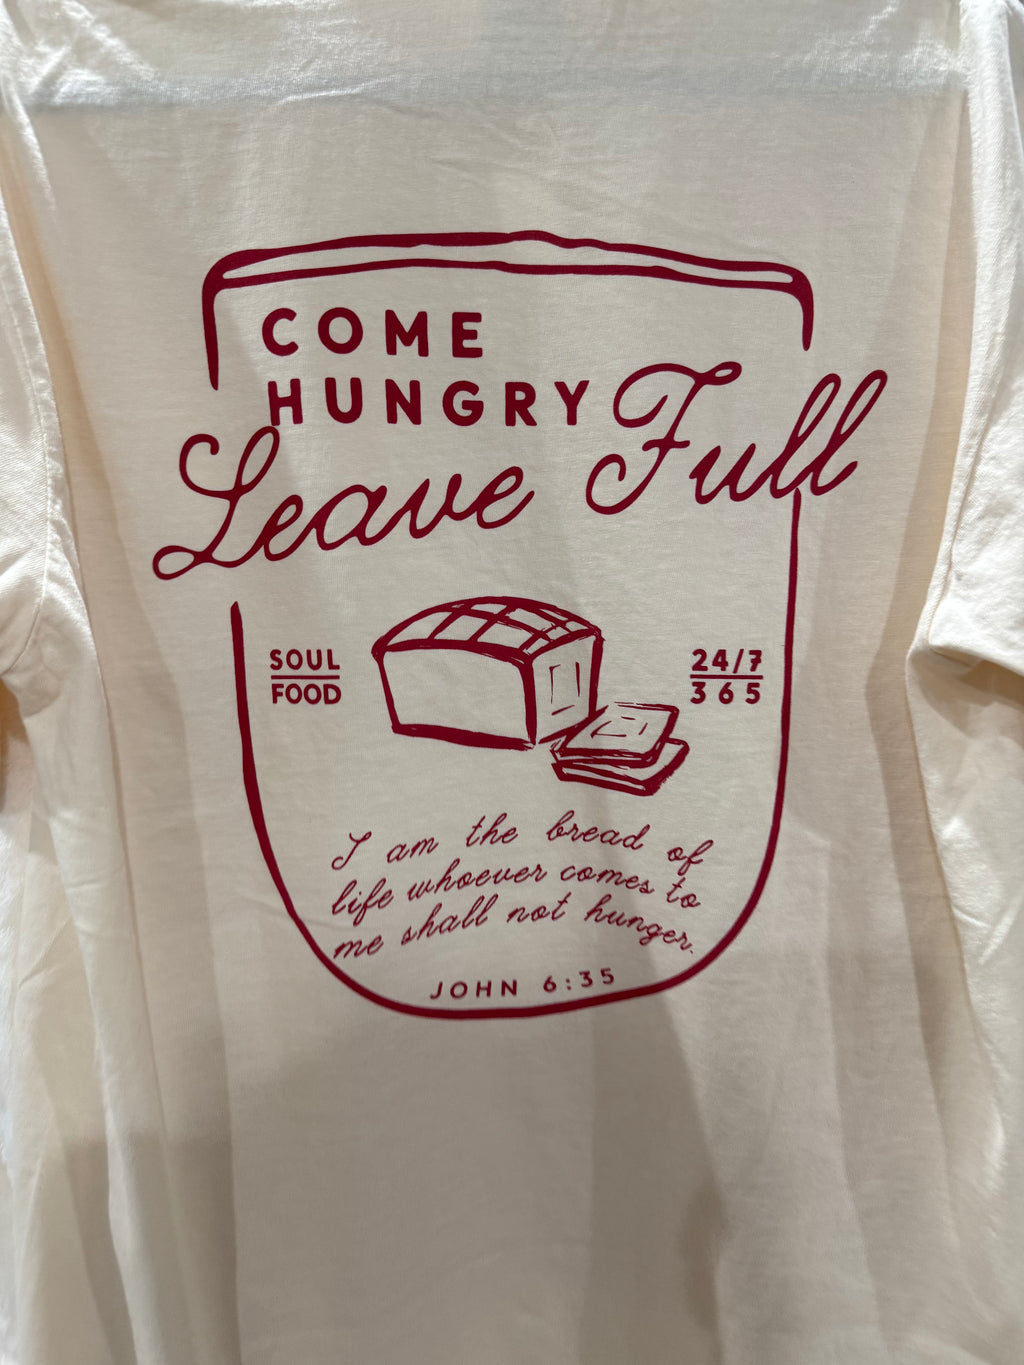 COME
HUNGRY
Leave Full
SOUL
FOOD
24/7
365
I am the bread of
life whoever comes to
me shall not hunger.
JOHN 6:35